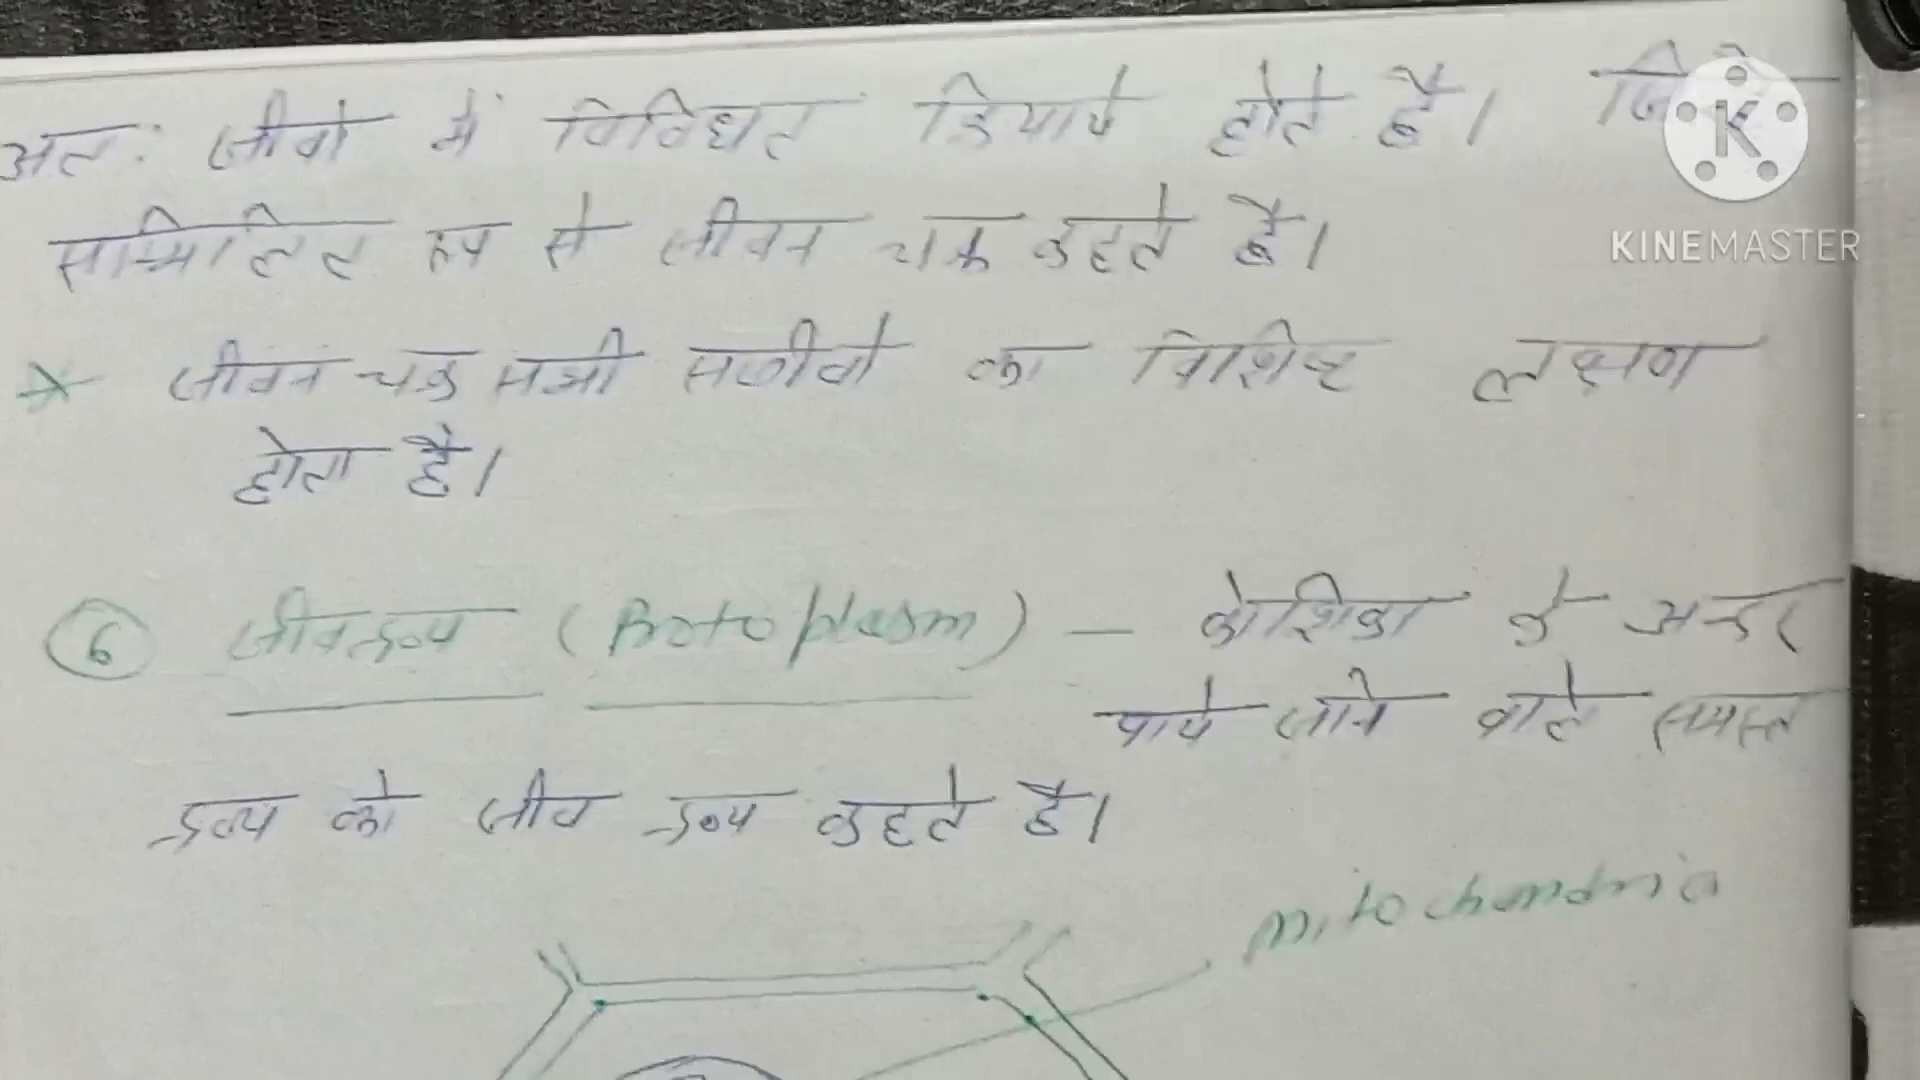 अतः जीवो में विविधत क्रियाये होते है।
सम्मिलित रूप से जीवन चक्र कहते है।
जीवन चक्र सभी सजीवो का विशिष्ट लक्षण
होता है।
6 जीवद्रव्य (Protoplasm) – कोशिका के अन्दर
पाये जाने वाले समस्त
द्रव्य को जीव द्रव्य कहते है।
Mitochondria
KINEMASTER